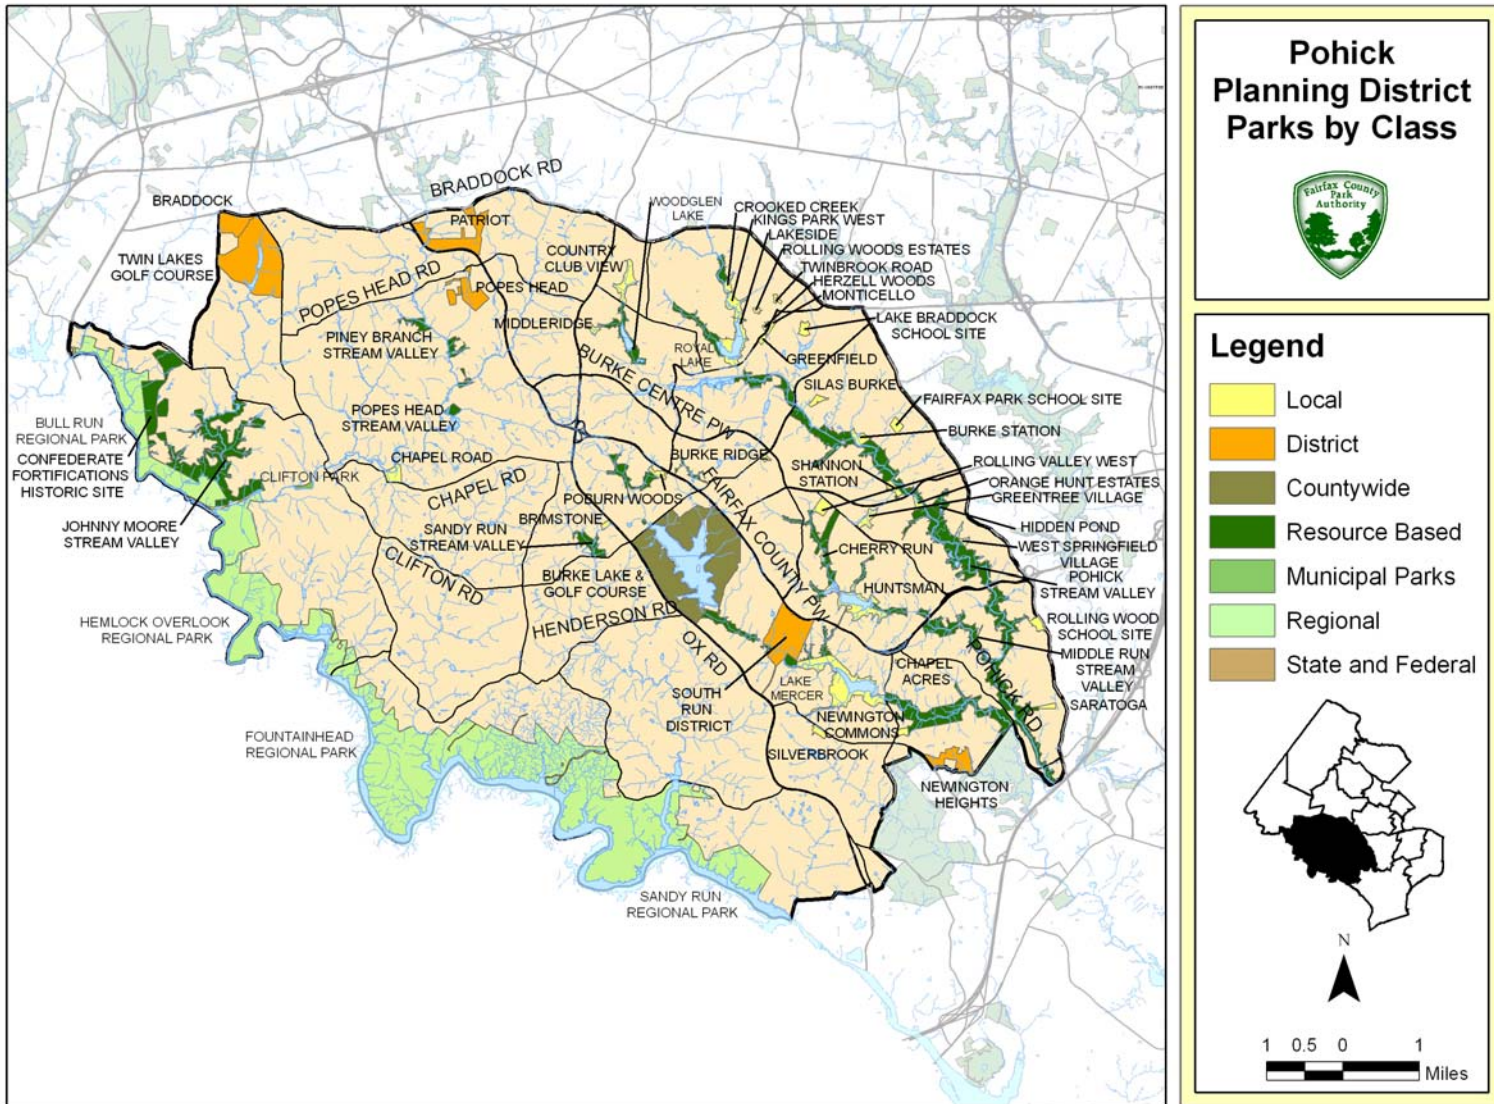 BRADDOCK RD
BRADDOCK
PATRIOT
WOODGLEN
LAKE
CROOKED CREEK
KINGS PARK WEST
LAKESIDE
ROLLING WOODS ESTATES
TWINBROOK ROAD
HERZELL WOODS
MONTICELLO
TWIN LAKES
GOLF COURSE
COUNTRY
CLUB VIEW
POPES HEAD RD
POPES HEAD
LAKE BRADDOCK
SCHOOL SITE
MIDDLERIDGE
PINEY BRANCH
STREAM VALLEY
ROYAL
LAKE
GREENFIELD
BURKE CENTRE PW
SILAS BURKE
FAIRFAX PARK SCHOOL SITE
POPES HEAD
STREAM VALLEY
BULL RUN
REGIONAL PARK
BURKE STATION
CONFEDERATE
FORTIFICATIONS
HISTORIC SITE
CHAPEL ROAD
BURKE RIDGE
SHANNON
STATION
ROLLING VALLEY WEST
CLIFTON PARK
CHAPEL RD
FAIRFAX COUNTY PW
ORANGE HUNT ESTATES
GREENTREE VILLAGE
POBURN WOODS
BRIMSTONE
JOHNNY MOORE
STREAM VALLEY
SANDY RUN
STREAM VALLEY
HIDDEN POND
WEST SPRINGFIELD
VILLAGE
CHERRY RUN
CLIFTON RD
BURKE LAKE &
GOLF COURSE
HUNTSMAN
POHICK
STREAM VALLEY
HENDERSON RD
HEMLOCK OVERLOOK
REGIONAL PARK
OX RD
ROLLING WOOD
SCHOOL SITE
MIDDLE RUN
STREAM
VALLEY
POHICK RD
CHAPEL
ACRES
LAKE
MERCER
SOUTH
RUN
DISTRICT
SARATOGA
NEWINGTON
COMMONS
FOUNTAINHEAD
REGIONAL PARK
SILVERBROOK
NEWINGTON
HEIGHTS
SANDY RUN
REGIONAL PARK
Pohick
Planning District
Parks by Class
Fairfax County
Park
Authority
Legend
Local
District
Countywide
Resource Based
Municipal Parks
Regional
State and Federal
N
1 0.5 0 1
Miles